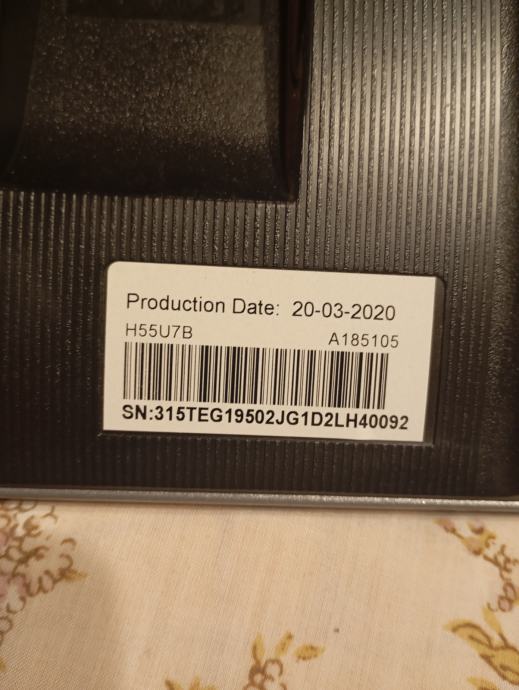 Production Date: 20-03-2020
H55U7B A185105
SN:315TEG19502JG1D2LH40092